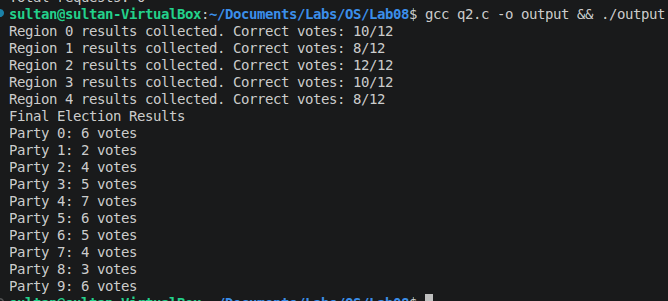 Total requests: 0
sultan@sultan-VirtualBox:~/Documents/Labs/OS/Lab08$ gcc q2.c -o output && ./output
Region 0 results collected. Correct votes: 10/12
Region 1 results collected. Correct votes: 8/12
Region 2 results collected. Correct votes: 12/12
Region 3 results collected. Correct votes: 10/12
Region 4 results collected. Correct votes: 8/12
Final Election Results
Party 0: 6 votes
Party 1: 2 votes
Party 2: 4 votes
Party 3: 5 votes
Party 4: 7 votes
Party 5: 6 votes
Party 6: 5 votes
Party 7: 4 votes
Party 8: 3 votes
Party 9: 6 votes
sultan@sultan-VirtualBox:~/Documents/Labs/OS/Lab08$